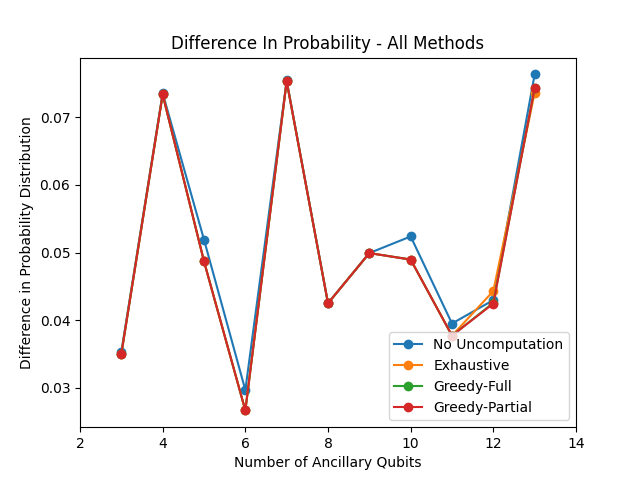 Difference In Probability - All Methods
Difference in Probability Distribution
0.07
0.06
0.05
0.04
0.03
No Uncomputation
Exhaustive
Greedy-Full
Greedy-Partial
2
4
6
8
10
12
14
Number of Ancillary Qubits